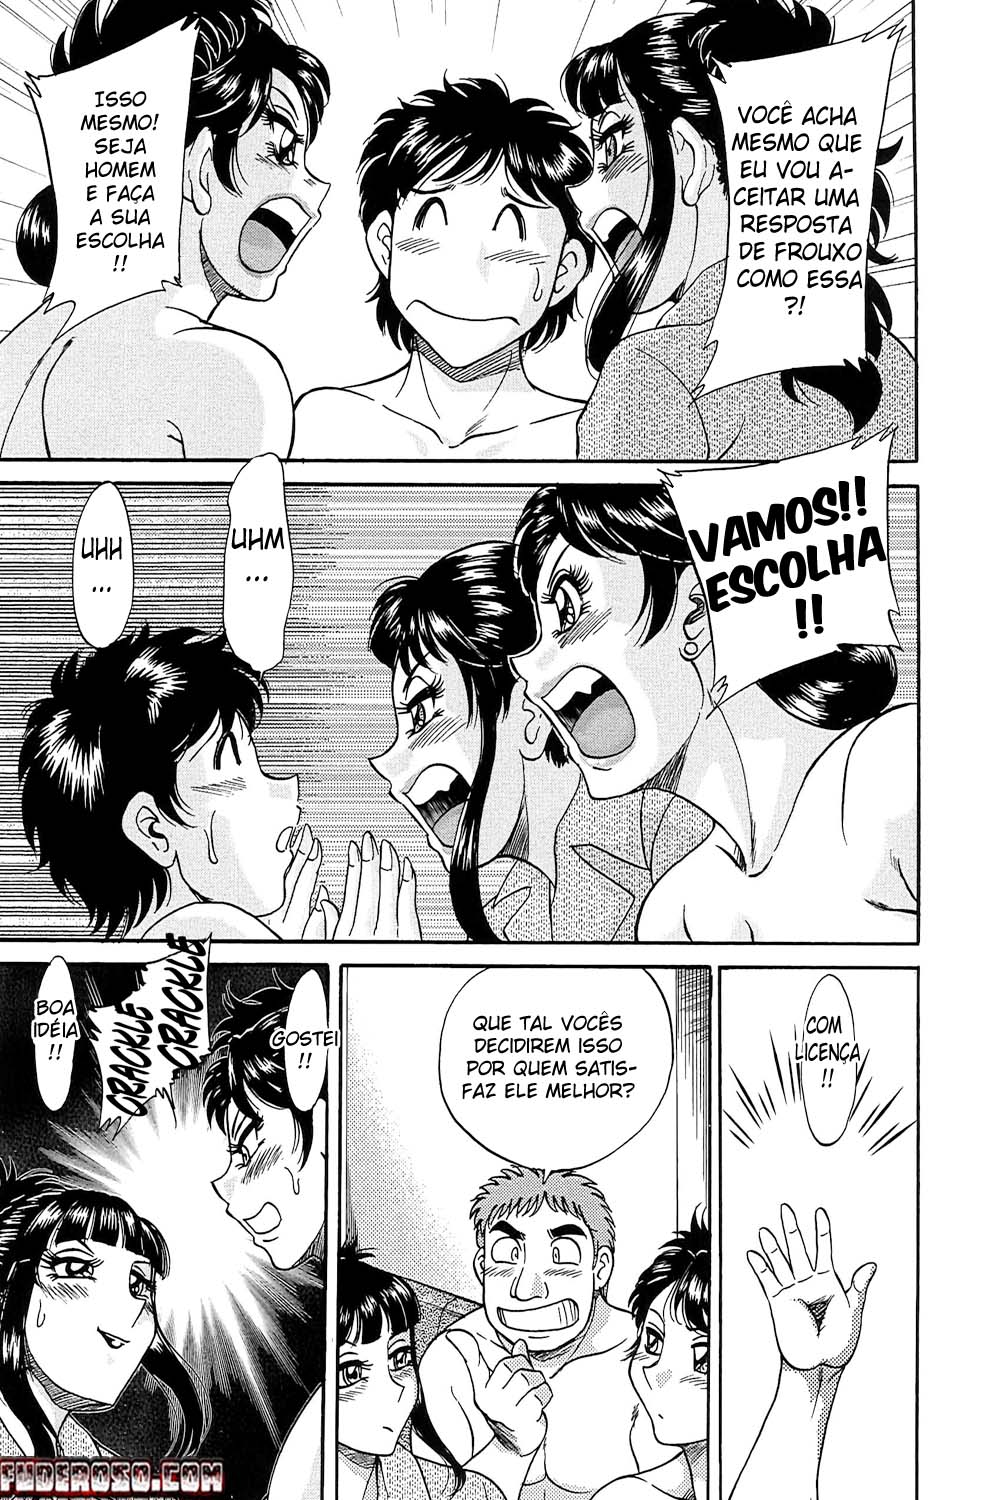 VOCÊ ACHA
MESMO QUE
EU VOU A-
CEITAR UMA
RESPOSTA
DE FROUXO
COMO ESSA
?!
ISSO
MESMO!
SEJA
HOMEM
E FAÇA
A SUA
ESCOLHA
!!
VAMOS!!
ESCOLHA
!!
UHM
...
UHH
...
COM
LICENÇA
!!
QUE TAL VOCÊS
DECIDIREM ISSO
POR QUEM SATIS-
FAZ ELE MELHOR?
GOSTEI
!!
CRACKLE
CRACKLE
BOA
IDÉIA
!!
FUDEROSO.COM